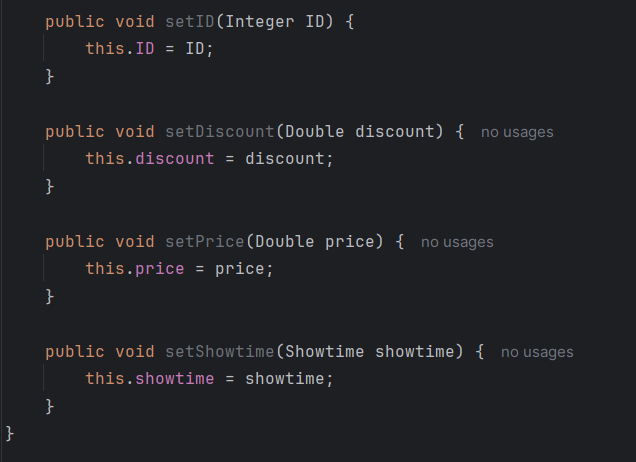 public void setID(Integer ID) {
this.ID = ID;
}
public void setDiscount(Double discount) { no usages
this.discount = discount;
}
public void setPrice(Double price) { no usages
this.price = price;
}
public void setShowtime(Showtime showtime) { no usages
this.showtime = showtime;
}
}